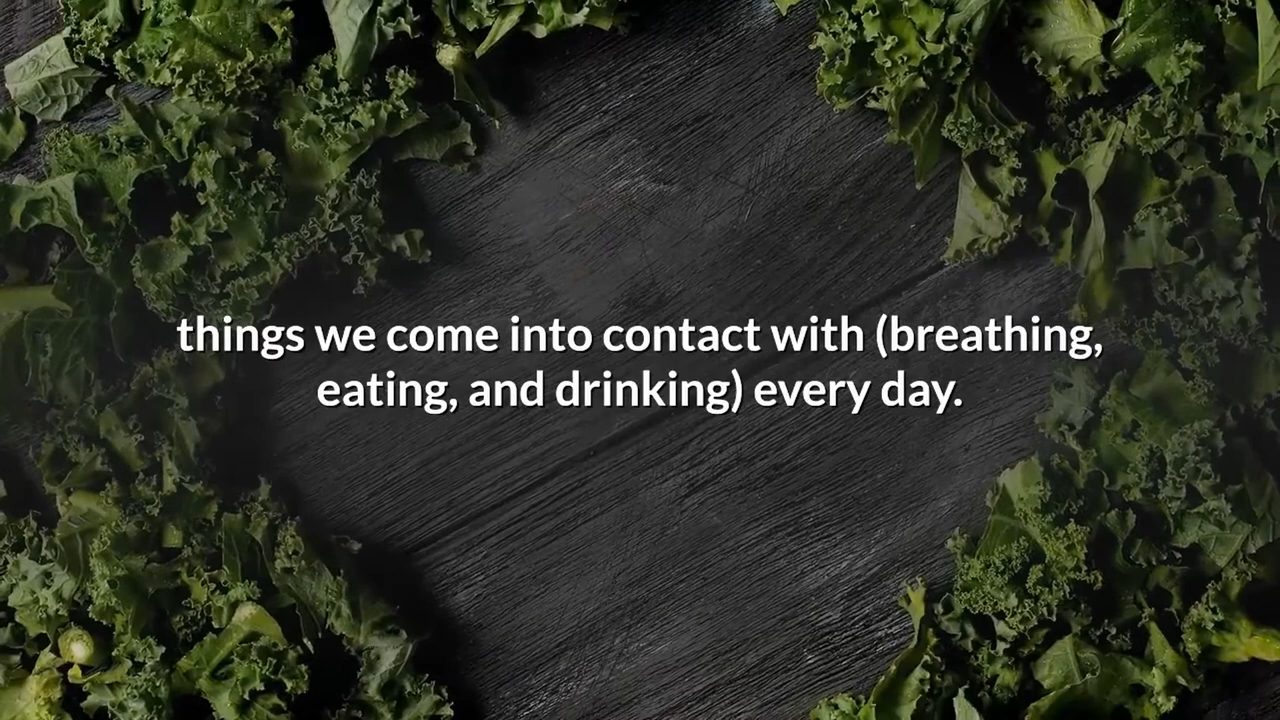 things we come into contact with (breathing,
eating, and drinking) every day.